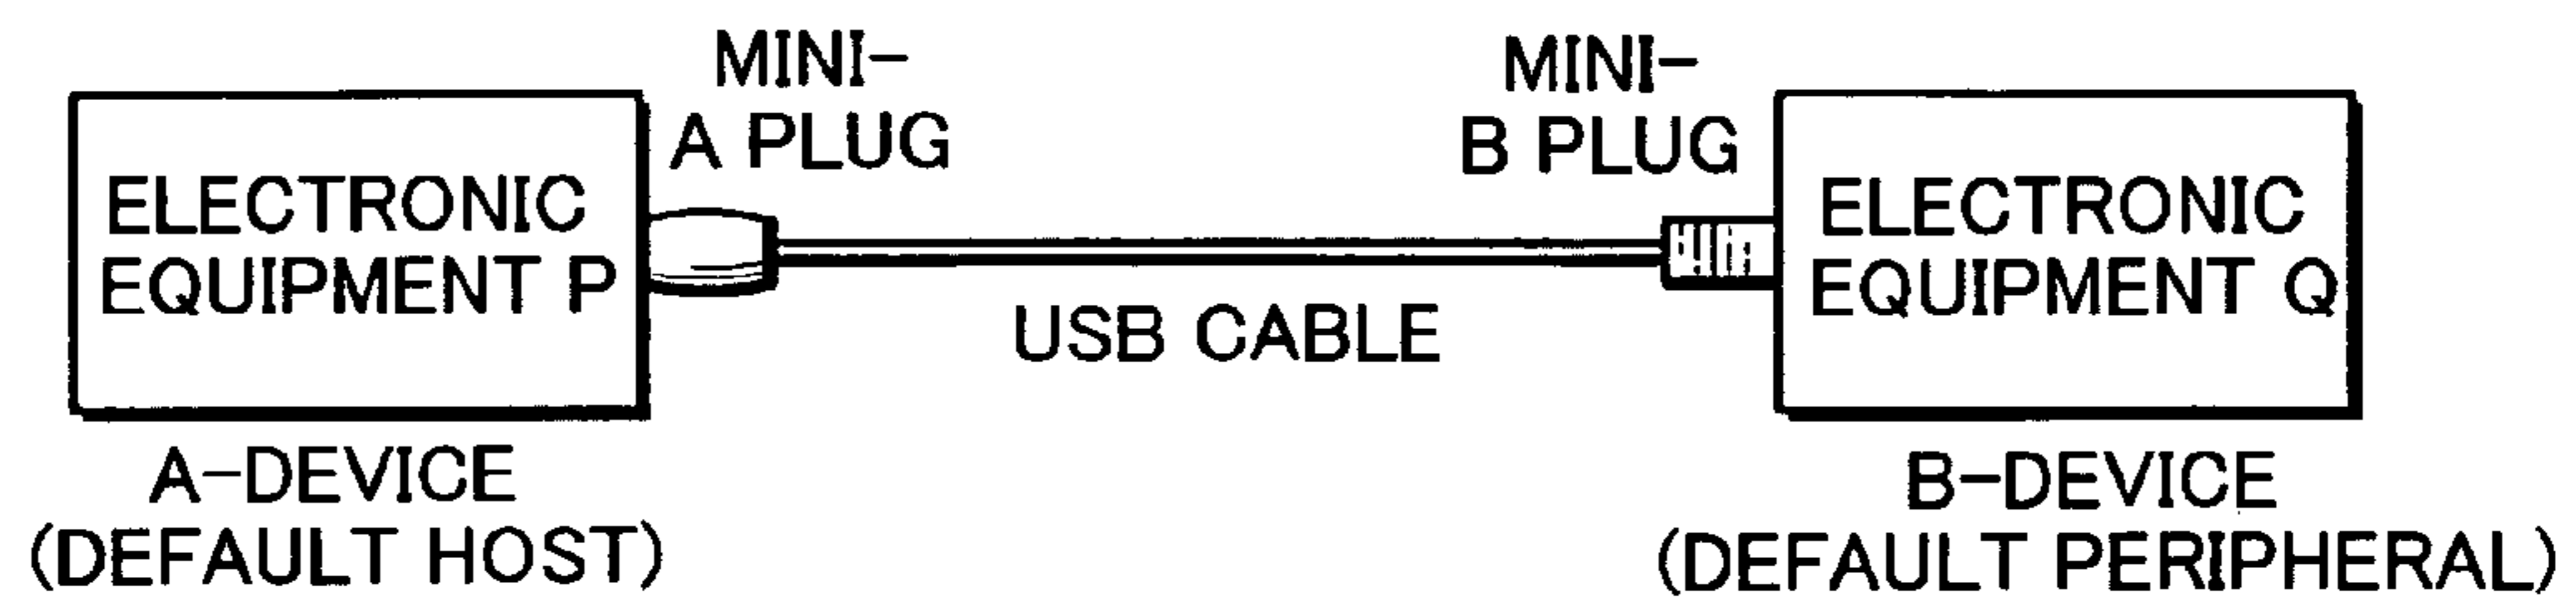 MINI-
A PLUG
MINI-
B PLUG
ELECTRONIC
EQUIPMENT P
ELECTRONIC
EQUIPMENT Q
USB CABLE
A-DEVICE
(DEFAULT HOST)
B-DEVICE
(DEFAULT PERIPHERAL)